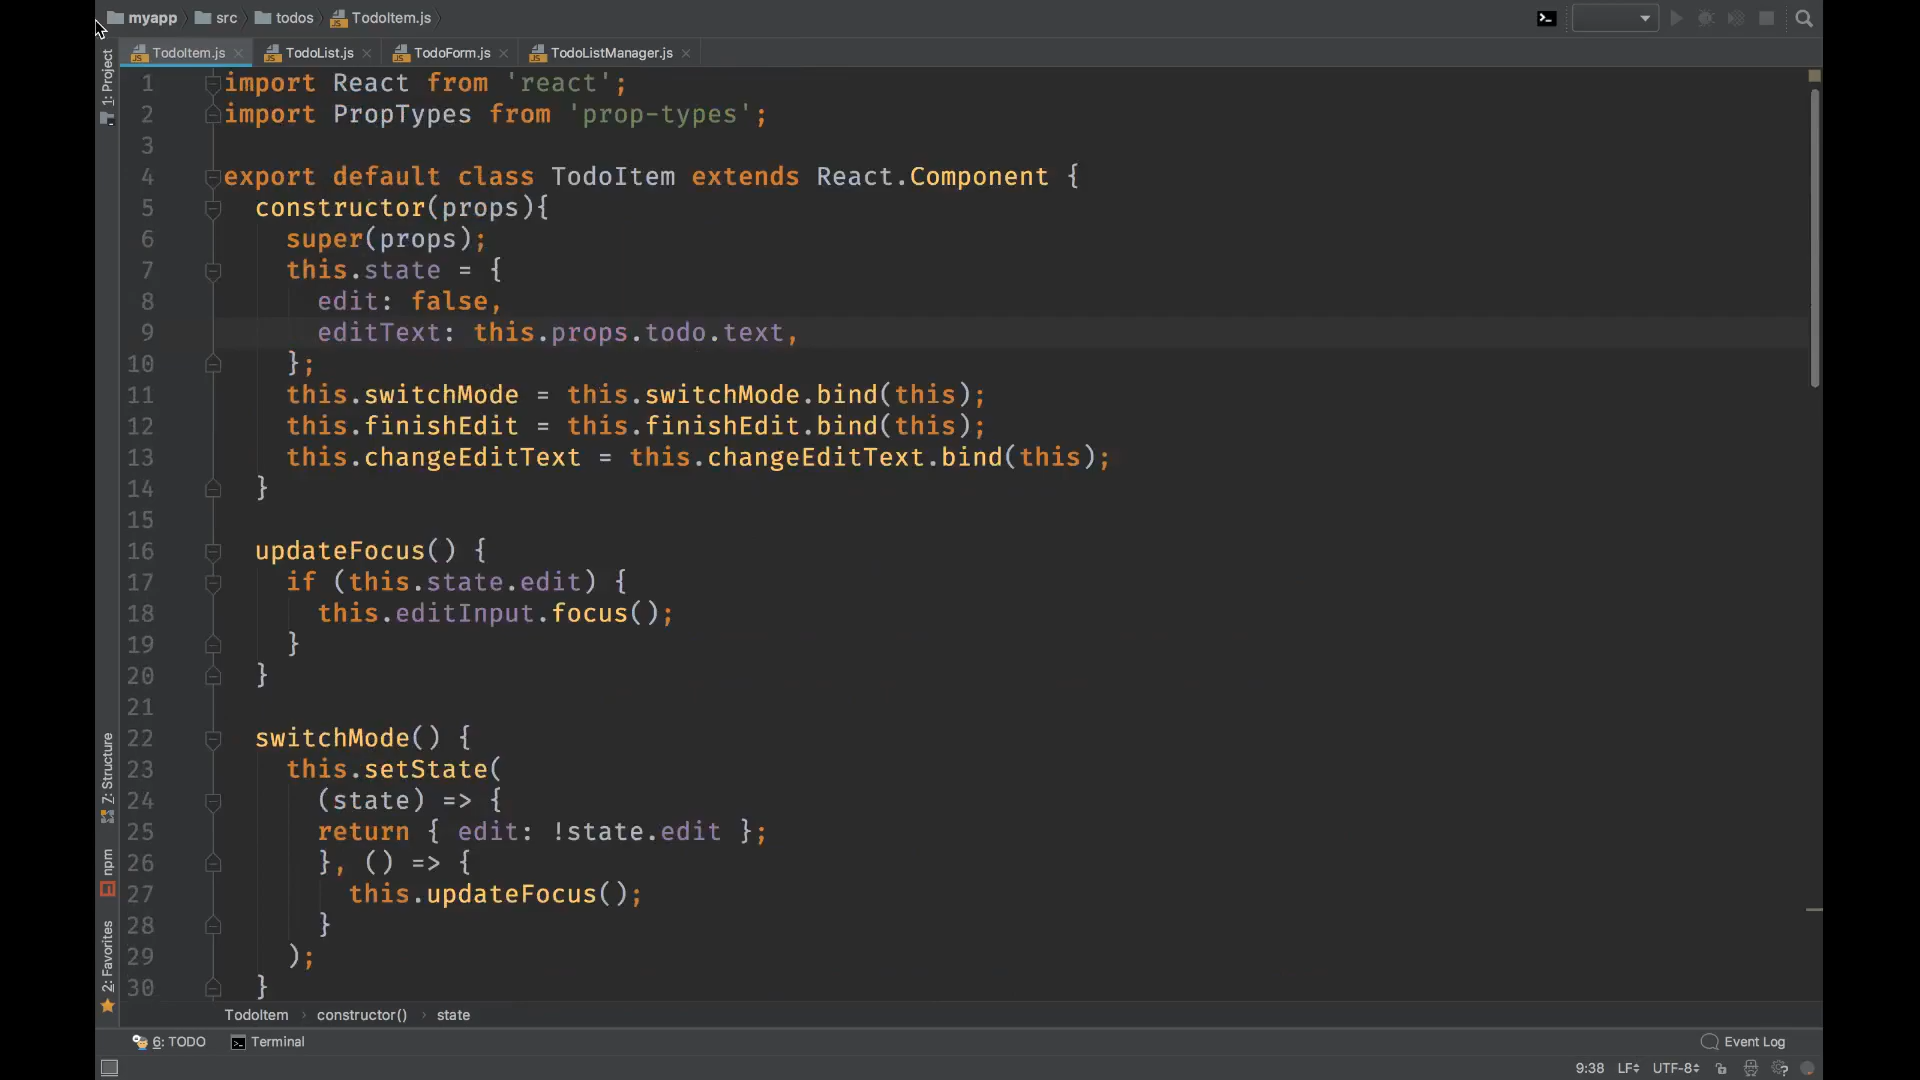 myapp src todos TodoItem.js
TodoItem.js TodoList.js TodoForm.js TodoListManager.js
1: Project
7: Structure
npm
2: Favorites
1 import React from 'react';
2 import PropTypes from 'prop-types';
3
4 export default class TodoItem extends React.Component {
5 constructor(props){
6 super(props);
7 this.state = {
8 edit: false,
9 editText: this.props.todo.text,
10 };
11 this.switchMode = this.switchMode.bind(this);
12 this.finishEdit = this.finishEdit.bind(this);
13 this.changeEditText = this.changeEditText.bind(this);
14 }
15
16 updateFocus() {
17 if (this.state.edit) {
18 this.editInput.focus();
19 }
20 }
21
22 switchMode() {
23 this.setState(
24 (state) => {
25 return { edit: !state.edit };
26 }, () => {
27 this.updateFocus();
28 }
29 );
30 }
TodoItem › constructor() › state
6: TODO Terminal Event Log
9:38 LF UTF-8